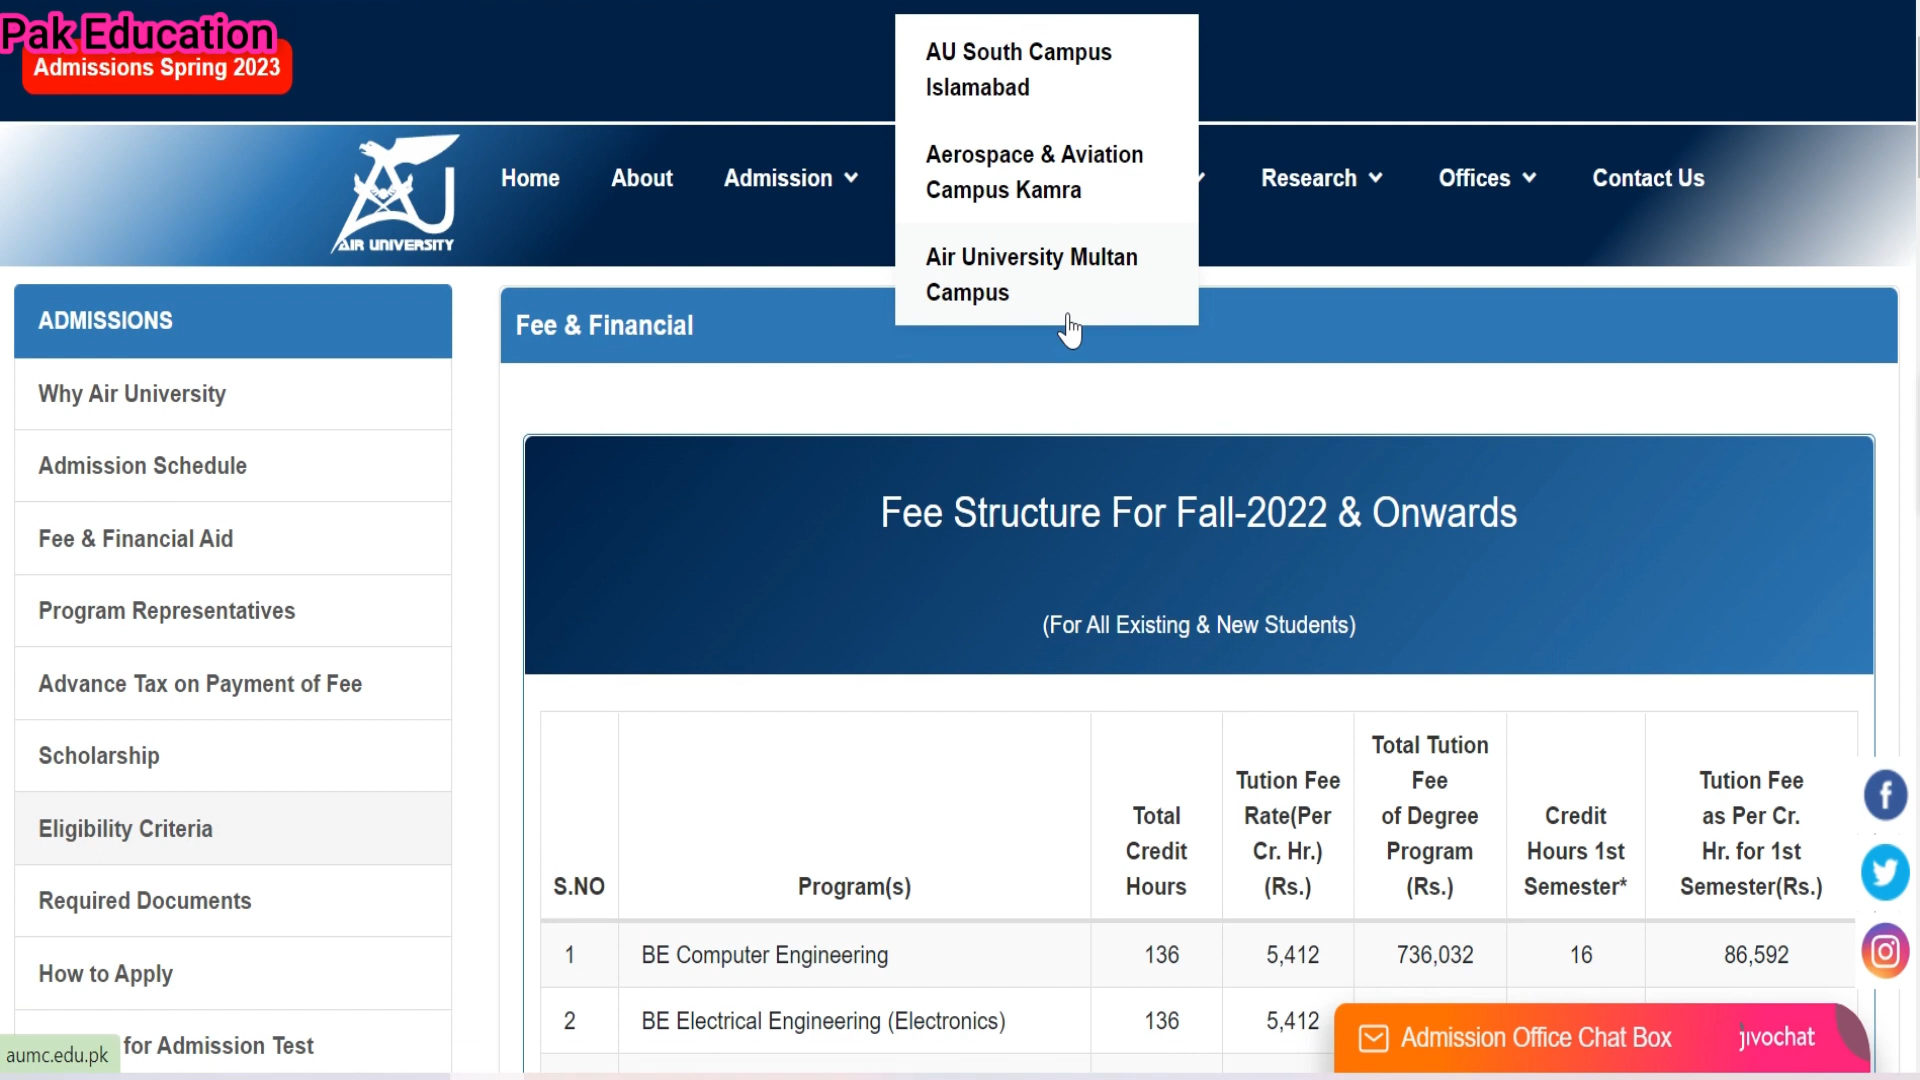 Pak Education
Admissions Spring 2023
AU South Campus
Islamabad
Aerospace & Aviation
Campus Kamra
Air University Multan
Campus
AIR UNIVERSITY
Home
About
Admission
Research
Offices
Contact Us
ADMISSIONS
Why Air University
Admission Schedule
Fee & Financial Aid
Program Representatives
Advance Tax on Payment of Fee
Scholarship
Eligibility Criteria
Required Documents
How to Apply
for Admission Test
aumc.edu.pk
Fee & Financial
Fee Structure For Fall-2022 & Onwards
(For All Existing & New Students)
S.NO
Program(s)
Total
Credit
Hours
Tution Fee
Rate(Per
Cr. Hr.)
(Rs.)
Total Tution
Fee
of Degree
Program
(Rs.)
Credit
Hours 1st
Semester*
Tution Fee
as Per Cr.
Hr. for 1st
Semester(Rs.)
1 BE Computer Engineering 136 5,412 736,032 16 86,592
2 BE Electrical Engineering (Electronics) 136 5,412
Admission Office Chat Box
jivochat